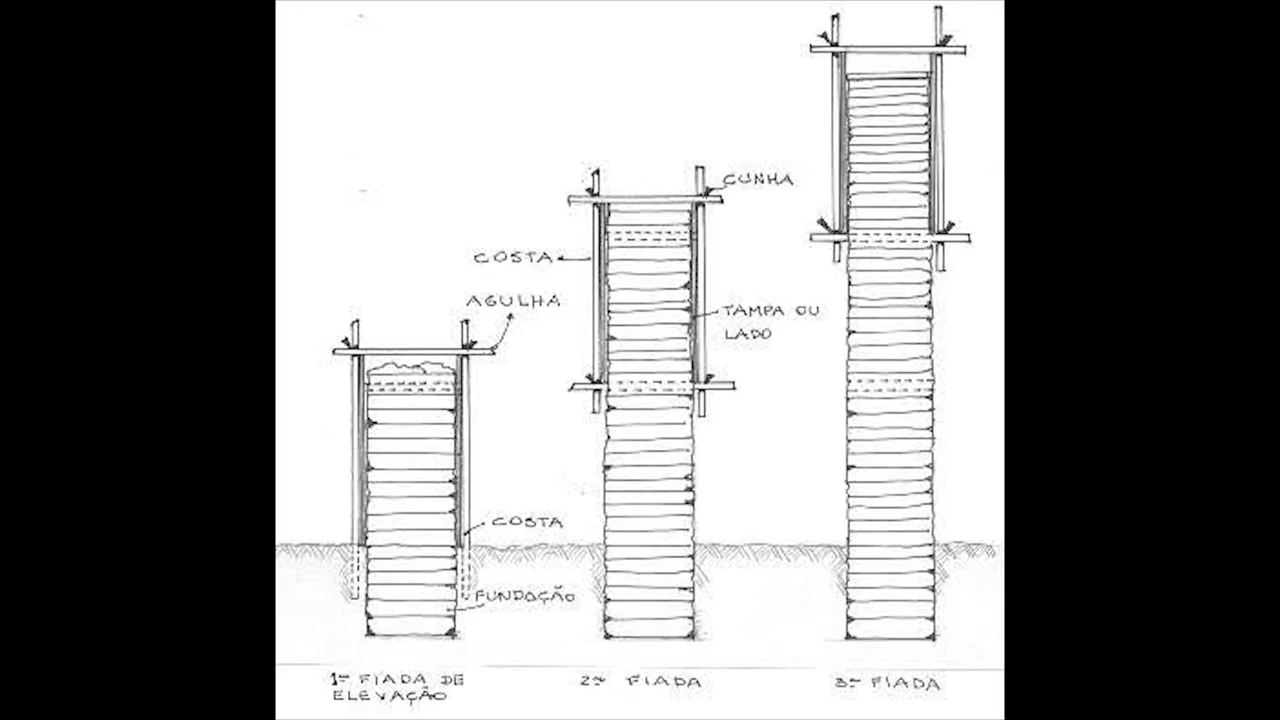 CUNHA
COSTA
AGULHA
TAMPA OU
LADO
COSTA
FUNDAÇÃO
1ª FIADA DE
ELEVAÇÃO
2ª FIADA
3ª FIADA